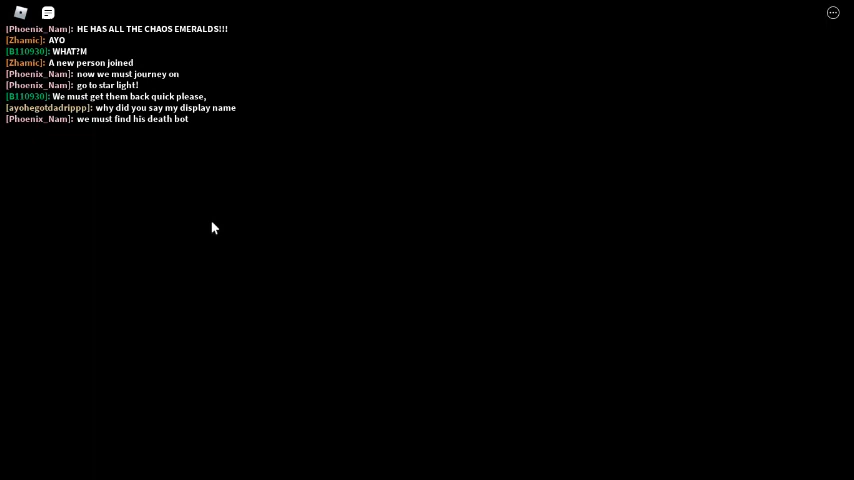 [Phoenix_Nam]: HE HAS ALL THE CHAOS EMERALDS!!!
[Zhamic]: AYO
[B110930]: WHAT?M
[Zhamic]: A new person joined
[Phoenix_Nam]: now we must journey on
[Phoenix_Nam]: go to star light!
[B110930]: We must get them back quick please,
[ayohegotdadrippp]: why did you say my display name
[Phoenix_Nam]: we must find his death bot